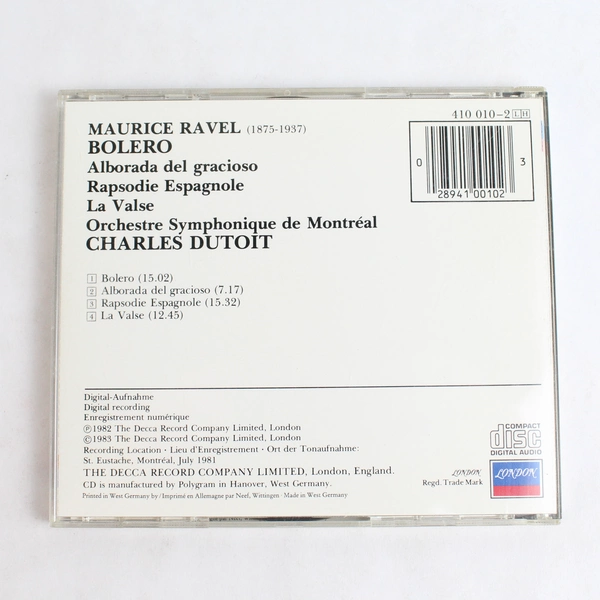 410 010-2 LH
MAURICE RAVEL (1875-1937)
BOLERO
Alborada del gracioso
Rapsodie Espagnole
La Valse
Orchestre Symphonique de Montréal
CHARLES DUTOIT
0 28941 00102 3
1 Bolero (15.02)
2 Alborada del gracioso (7.17)
3 Rapsodie Espagnole (15.32)
4 La Valse (12.45)
Digital-Aufnahme
Digital recording
Enregistrement numérique
℗1982 The Decca Record Company Limited, London
©1983 The Decca Record Company Limited, London
Recording Location · Lieu d'Enregistrement · Ort der Tonaufnahme:
St. Eustache, Montréal, July 1981
THE DECCA RECORD COMPANY LIMITED, London, England.
CD is manufactured by Polygram in Hanover, West Germany.
Printed in West Germany by/Imprimé en Allemagne par Neef, Wittingen · Made in West Germany
COMPACT
disc
DIGITAL AUDIO
LONDON
Regd. Trade Mark
LONDON